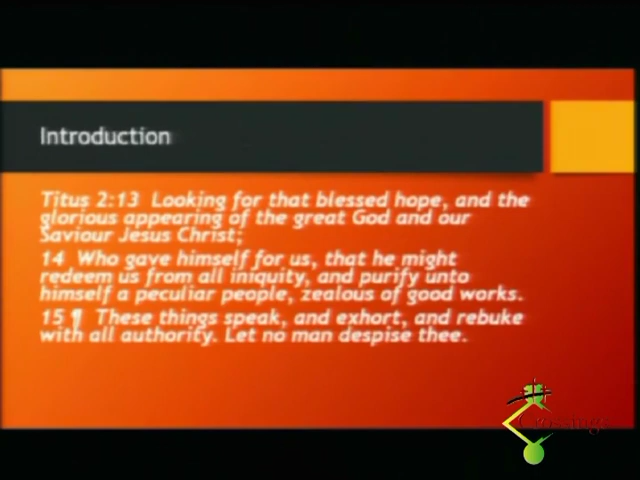 Introduction
Titus 2:13 Looking for that blessed hope, and the
glorious appearing of the great God and our
Saviour Jesus Christ;
14 Who gave himself for us, that he might
redeem us from all iniquity, and purify unto
himself a peculiar people, zealous of good works.
15 ¶ These things speak, and exhort, and rebuke
with all authority. Let no man despise thee.
Crossings